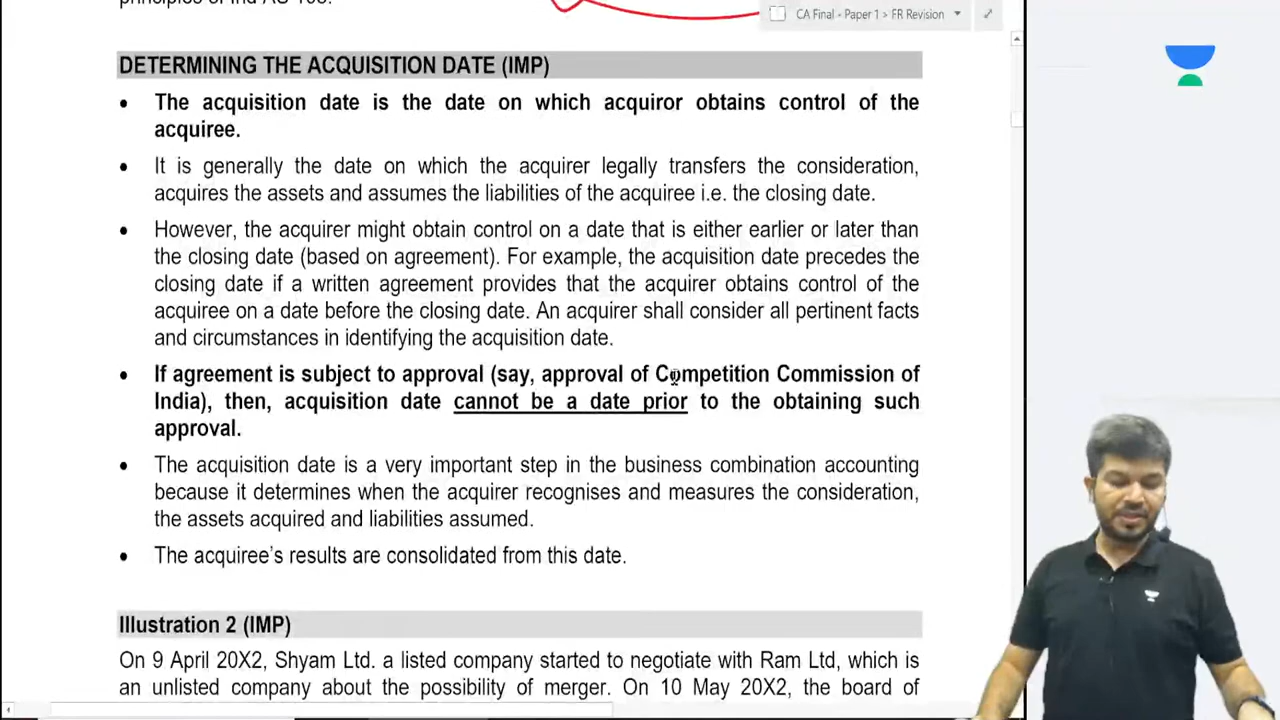 principles of Ind AS 103.
CA Final - Paper 1 > FR Revision
DETERMINING THE ACQUISITION DATE (IMP)
• The acquisition date is the date on which acquiror obtains control of the
acquiree.
• It is generally the date on which the acquirer legally transfers the consideration,
acquires the assets and assumes the liabilities of the acquiree i.e. the closing date.
• However, the acquirer might obtain control on a date that is either earlier or later than
the closing date (based on agreement). For example, the acquisition date precedes the
closing date if a written agreement provides that the acquirer obtains control of the
acquiree on a date before the closing date. An acquirer shall consider all pertinent facts
and circumstances in identifying the acquisition date.
• If agreement is subject to approval (say, approval of Competition Commission of
India), then, acquisition date cannot be a date prior to the obtaining such
approval.
• The acquisition date is a very important step in the business combination accounting
because it determines when the acquirer recognises and measures the consideration,
the assets acquired and liabilities assumed.
• The acquiree’s results are consolidated from this date.
Illustration 2 (IMP)
On 9 April 20X2, Shyam Ltd. a listed company started to negotiate with Ram Ltd, which is
an unlisted company about the possibility of merger. On 10 May 20X2, the board of